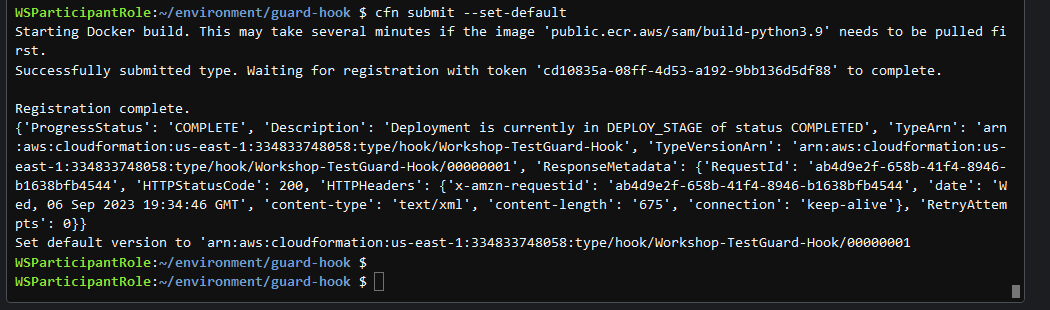 WSParticipantRole:~/environment/guard-hook $ cfn submit --set-default
Starting Docker build. This may take several minutes if the image 'public.ecr.aws/sam/build-python3.9' needs to be pulled fi
rst.
Successfully submitted type. Waiting for registration with token 'cd10835a-08ff-4d53-a192-9bb136d5df88' to complete.

Registration complete.
{'ProgressStatus': 'COMPLETE', 'Description': 'Deployment is currently in DEPLOY_STAGE of status COMPLETED', 'TypeArn': 'arn
:aws:cloudformation:us-east-1:334833748058:type/hook/Workshop-TestGuard-Hook', 'TypeVersionArn': 'arn:aws:cloudformation:us-
east-1:334833748058:type/hook/Workshop-TestGuard-Hook/00000001', 'ResponseMetadata': {'RequestId': 'ab4d9e2f-658b-41f4-8946-
b1638bfb4544', 'HTTPStatusCode': 200, 'HTTPHeaders': {'x-amzn-requestid': 'ab4d9e2f-658b-41f4-8946-b1638bfb4544', 'date': 'W
ed, 06 Sep 2023 19:34:46 GMT', 'content-type': 'text/xml', 'content-length': '675', 'connection': 'keep-alive'}, 'RetryAttem
pts': 0}}
Set default version to 'arn:aws:cloudformation:us-east-1:334833748058:type/hook/Workshop-TestGuard-Hook/00000001
WSParticipantRole:~/environment/guard-hook $
WSParticipantRole:~/environment/guard-hook $